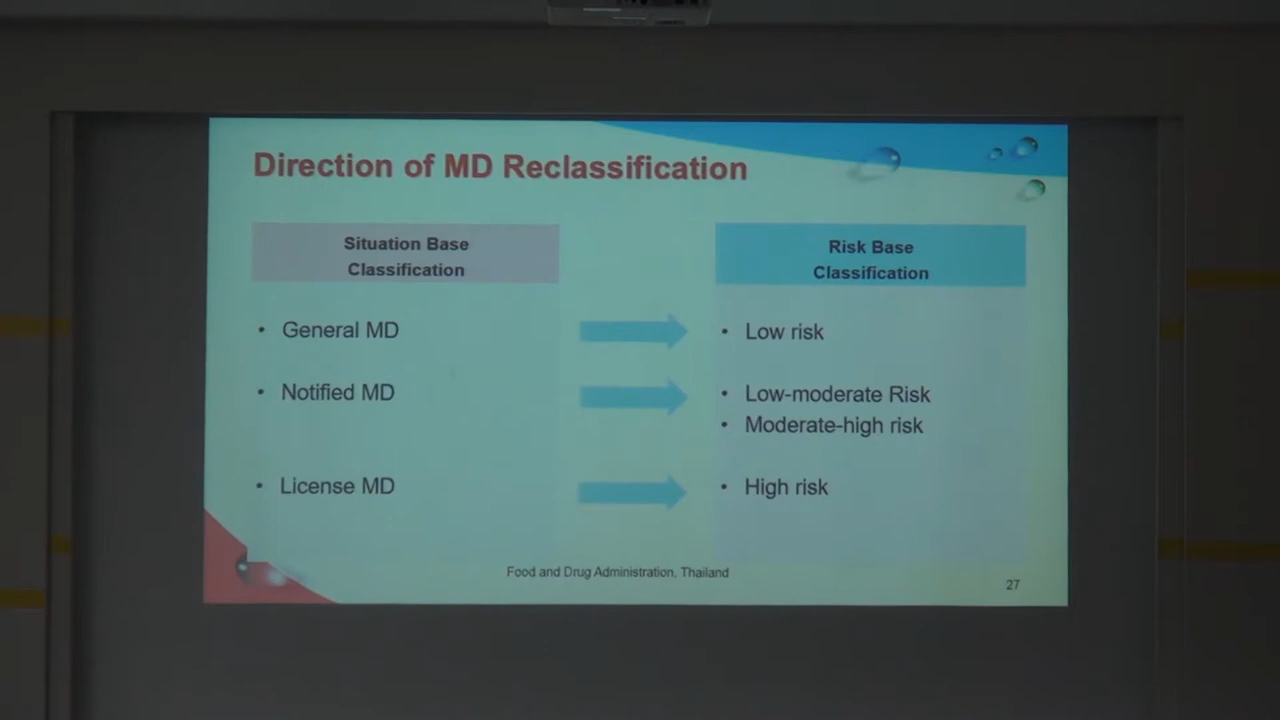 Direction of MD Reclassification
Situation Base
Classification
Risk Base
Classification
• General MD
• Low risk
• Notified MD
• Low-moderate Risk
• Moderate-high risk
• License MD
• High risk
Food and Drug Administration, Thailand
27